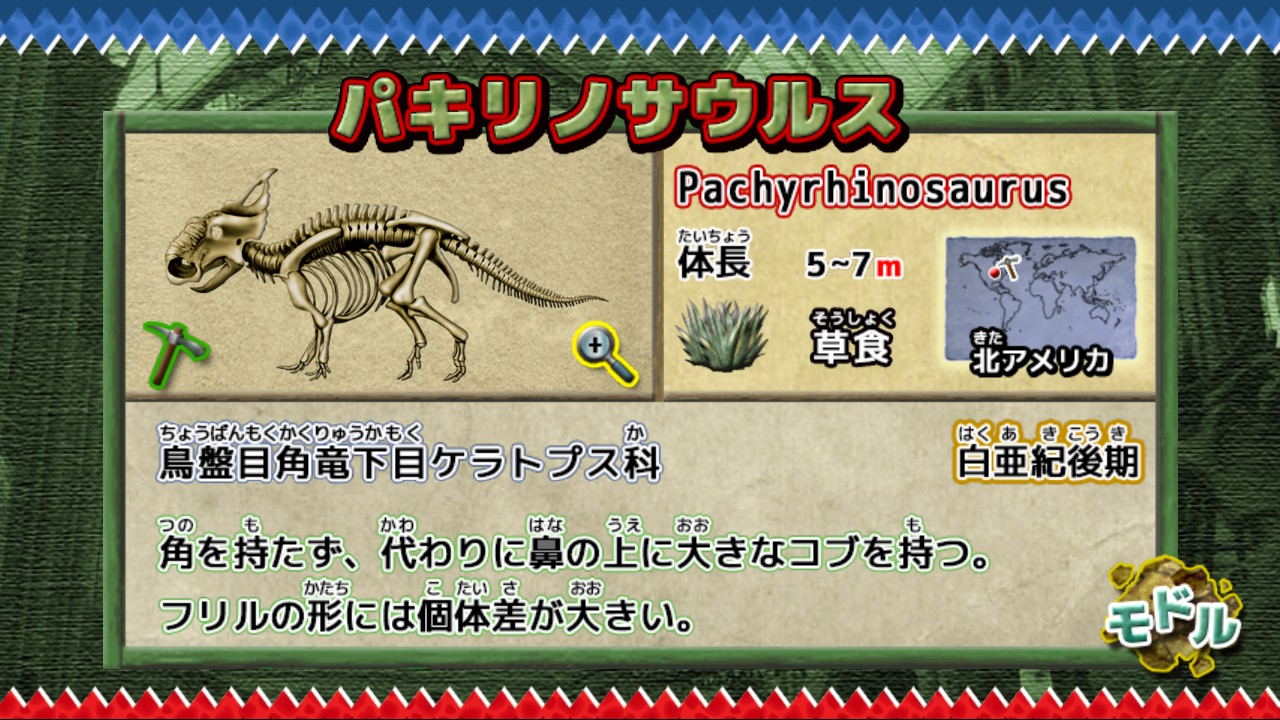 パキリノサウルス
Pachyrhinosaurus
たいちょう
体長 5~7m
そうしょく
草食
きた
北アメリカ
ちょうばんもくかくりゅうかもく か
鳥盤目角竜下目ケラトプス科
はくあきこうき
白亜紀後期
つの も かわ はな うえ おお も
角を持たず、代わりに鼻の上に大きなコブを持つ。
かたち こ たい さ おお
フリルの形には個体差が大きい。
モドル